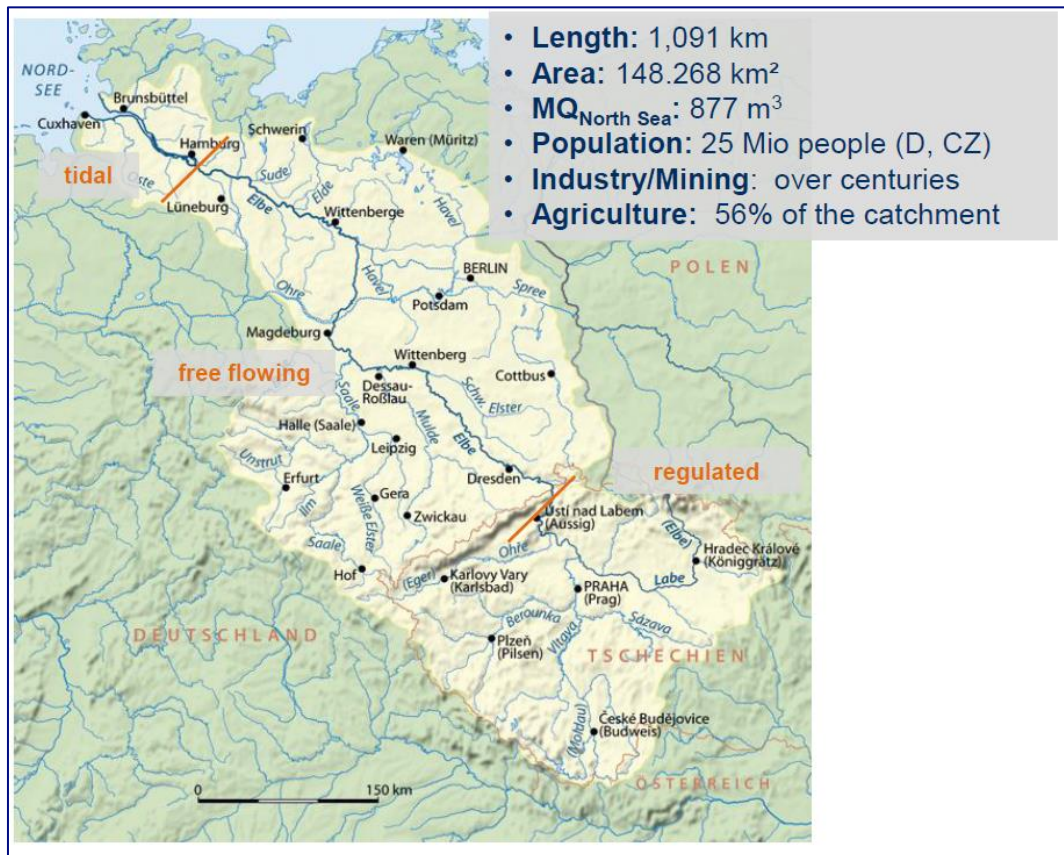 • Length: 1,091 km
• Area: 148.268 km²
• MQNorth Sea: 877 m³
• Population: 25 Mio people (D, CZ)
• Industry/Mining: over centuries
• Agriculture: 56% of the catchment
NORD-
SEE
Brunsbüttel
Cuxhaven
Hamburg
Schwerin
Waren (Müritz)
tidal
Oste
Sude
Elde
Lüneburg
Elbe
Wittenberge
Havel
POLEN
BERLIN
Ohre
Havel
Potsdam
Spree
Magdeburg
Wittenberg
free flowing
Dessau-
Roßlau
Cottbus
Saale
Schw. Elster
Halle (Saale)
Mulde
Leipzig
Elbe
Unstrut
Dresden
regulated
Erfurt
Ilm
Gera
Weiße Elster
Zwickau
Ústí nad Labem
(Aussig)
(Elbe)
Saale
Ohře
Hradec Králové
(Königgrätz)
Hof
(Eger)
Karlovy Vary
(Karlsbad)
PRAHA
(Prag)
Labe
Berounka
Sázava
DEUTSCHLAND
Plzeň
(Pilsen)
Vltava
TSCHECHIEN
(Moldau)
České Budějovice
(Budweis)
ÖSTERREICH
0 150 km